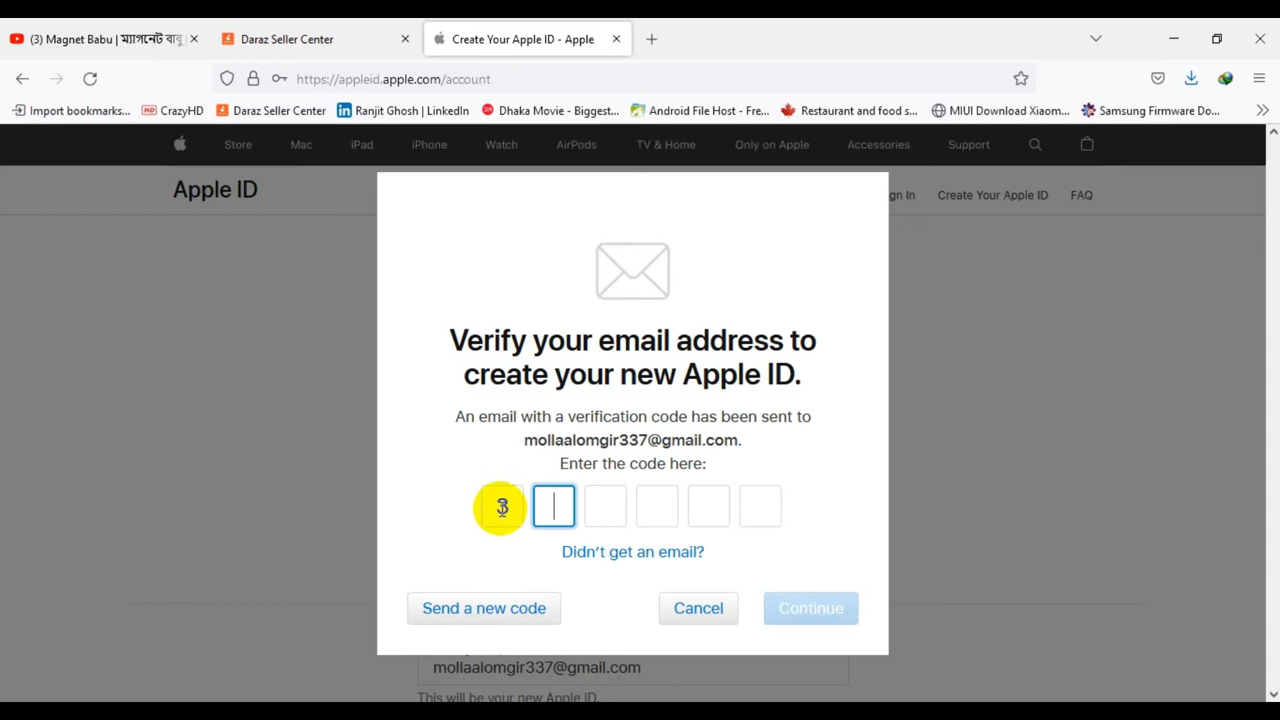 (3) Magnet Babu | ম্যাগনেট বাবু
Daraz Seller Center
Create Your Apple ID - Apple
https://appleid.apple.com/account
Import bookmarks...
HD CrazyHD
Daraz Seller Center
Ranjit Ghosh | LinkedIn
Dhaka Movie - Biggest...
Android File Host - Fre...
Restaurant and food s...
MIUI Download Xiaom...
Samsung Firmware Do...
Store
Mac
iPad
iPhone
Watch
AirPods
TV & Home
Only on Apple
Accessories
Support
Apple ID
gn In
Create Your Apple ID
FAQ
Verify your email address to
create your new Apple ID.
An email with a verification code has been sent to
mollaalomgir337@gmail.com.
Enter the code here:
3
Didn't get an email?
Send a new code
Cancel
Continue
mollaalomgir337@gmail.com
This will be your new Apple ID.